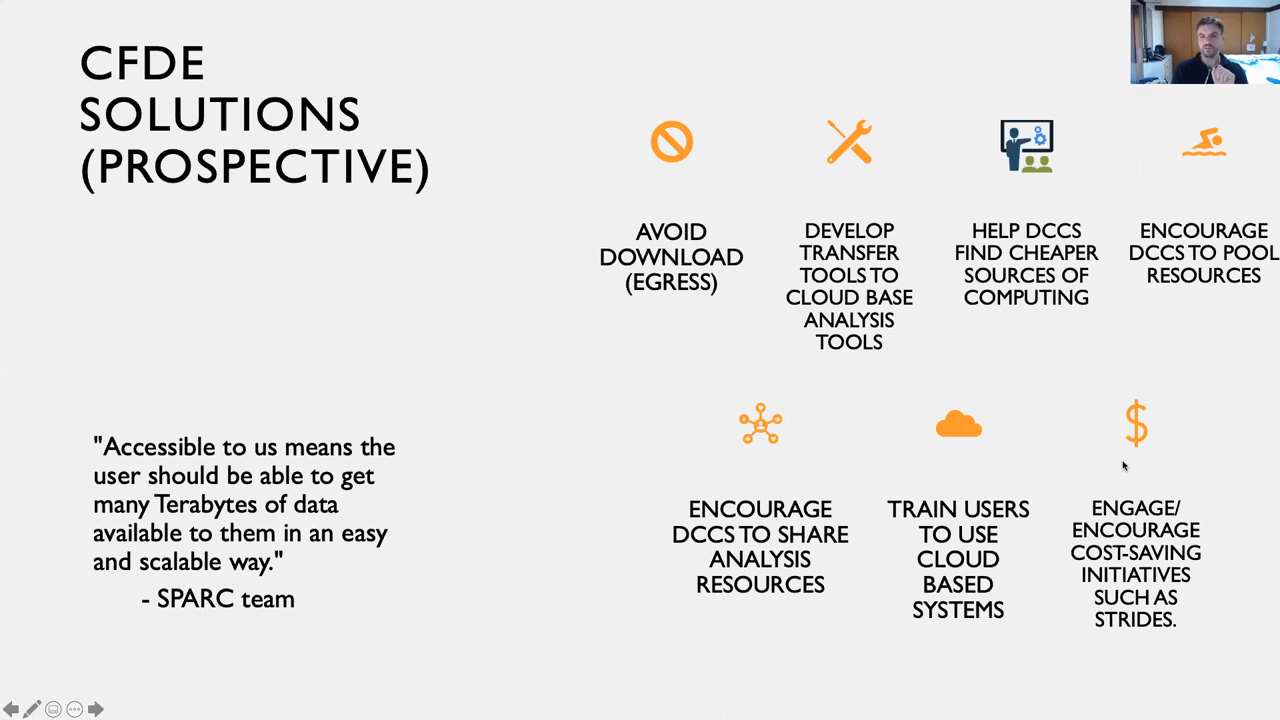 CFDE
SOLUTIONS
(PROSPECTIVE)
AVOID
DOWNLOAD
(EGRESS)
DEVELOP
TRANSFER
TOOLS TO
CLOUD BASE
ANALYSIS
TOOLS
HELP DCCS
FIND CHEAPER
SOURCES OF
COMPUTING
ENCOURAGE
DCCS TO POOL
RESOURCES
"Accessible to us means the
user should be able to get
many Terabytes of data
available to them in an easy
and scalable way."
- SPARC team
ENCOURAGE
DCCS TO SHARE
ANALYSIS
RESOURCES
TRAIN USERS
TO USE
CLOUD
BASED
SYSTEMS
$
ENGAGE/
ENCOURAGE
COST-SAVING
INITIATIVES
SUCH AS
STRIDES.